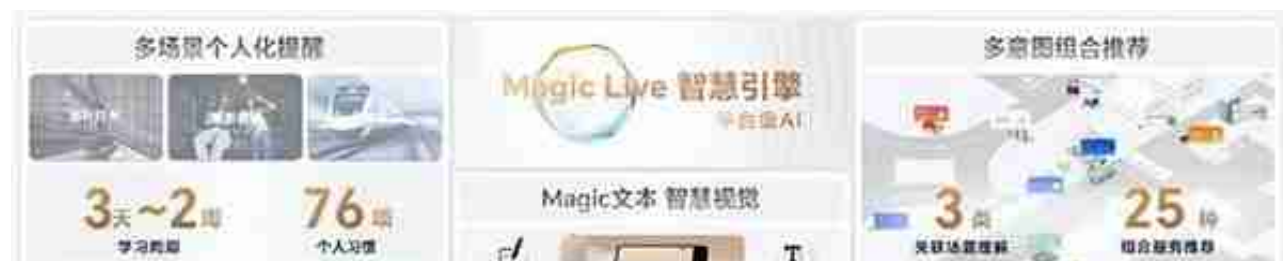 多场景个人化提醒
3天~2周
76项
学习周期
个人习惯
Magic Live 智慧引擎
平台级AI
Magic文本 智慧视觉
多意图组合推荐
3类
25种
关联场景理解
组合服务推荐